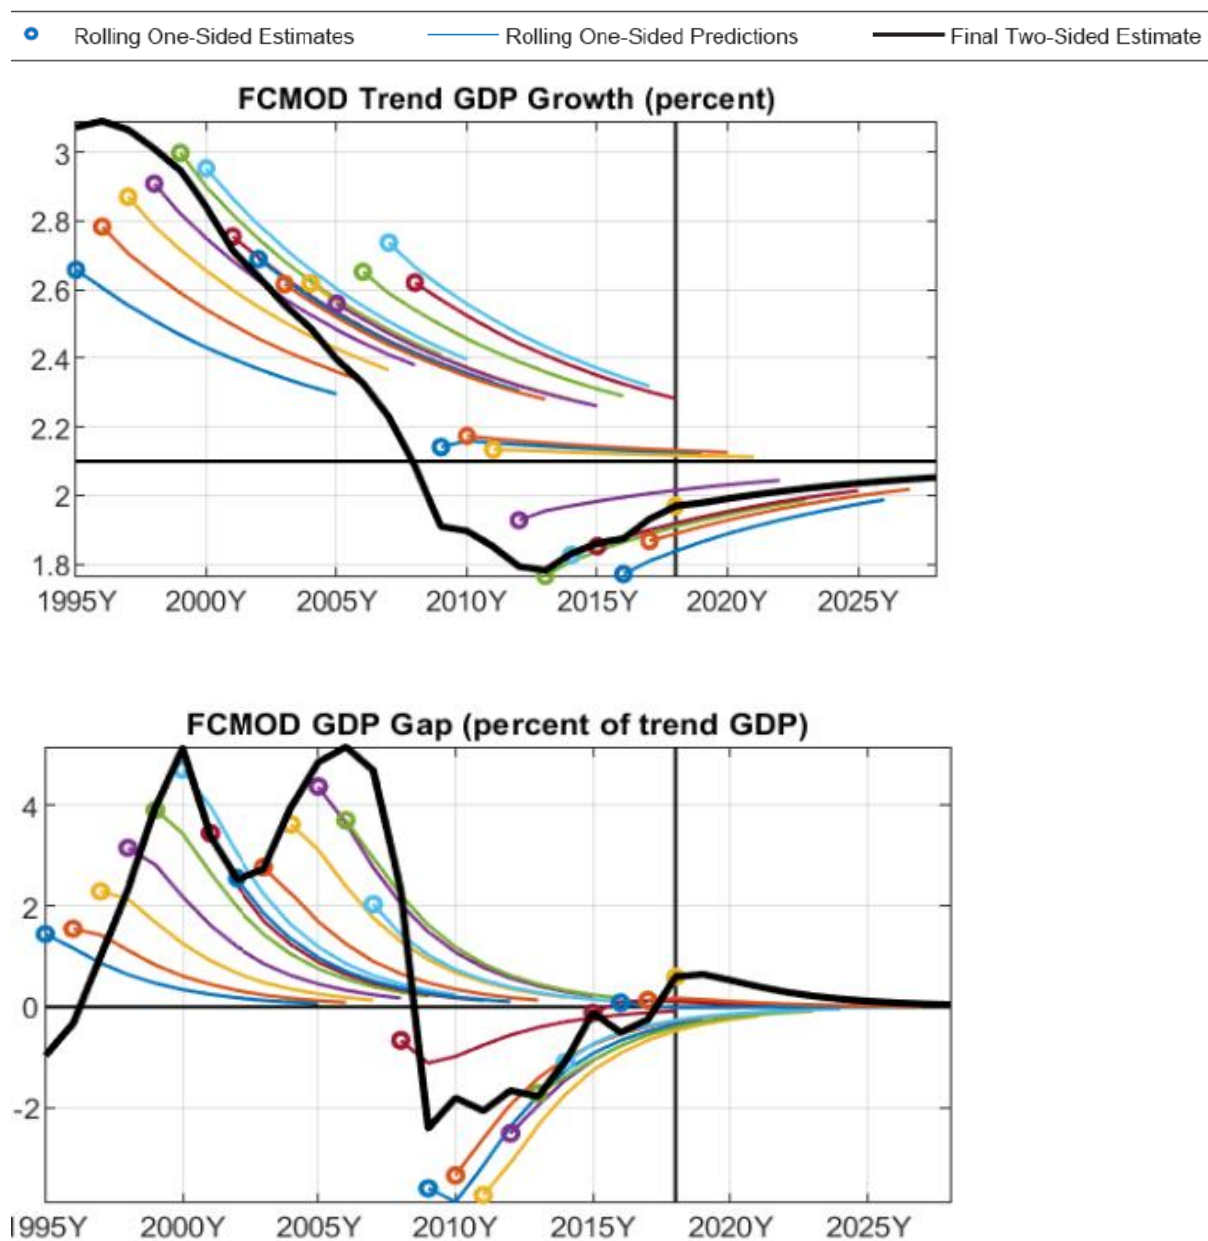 Rolling One-Sided Estimates Rolling One-Sided Predictions Final Two-Sided Estimate
FCMOD Trend GDP Growth (percent)
3
2.8
2.6
2.4
2.2
2
1.8
1995Y 2000Y 2005Y 2010Y 2015Y 2020Y 2025Y
FCMOD GDP Gap (percent of trend GDP)
4
2
0
-2
1995Y 2000Y 2005Y 2010Y 2015Y 2020Y 2025Y